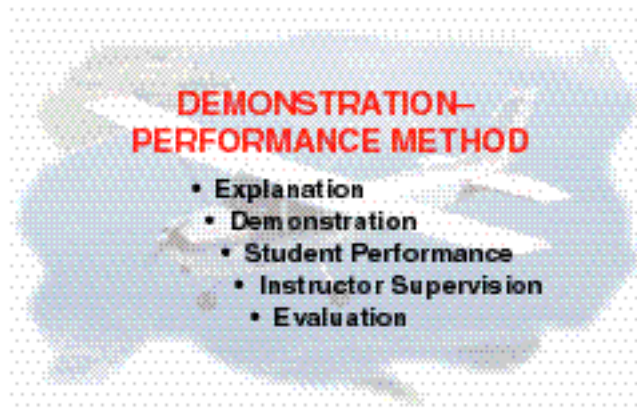 DEMONSTRATION–
PERFORMANCE METHOD
• Explanation
• Demonstration
• Student Performance
• Instructor Supervision
• Evaluation